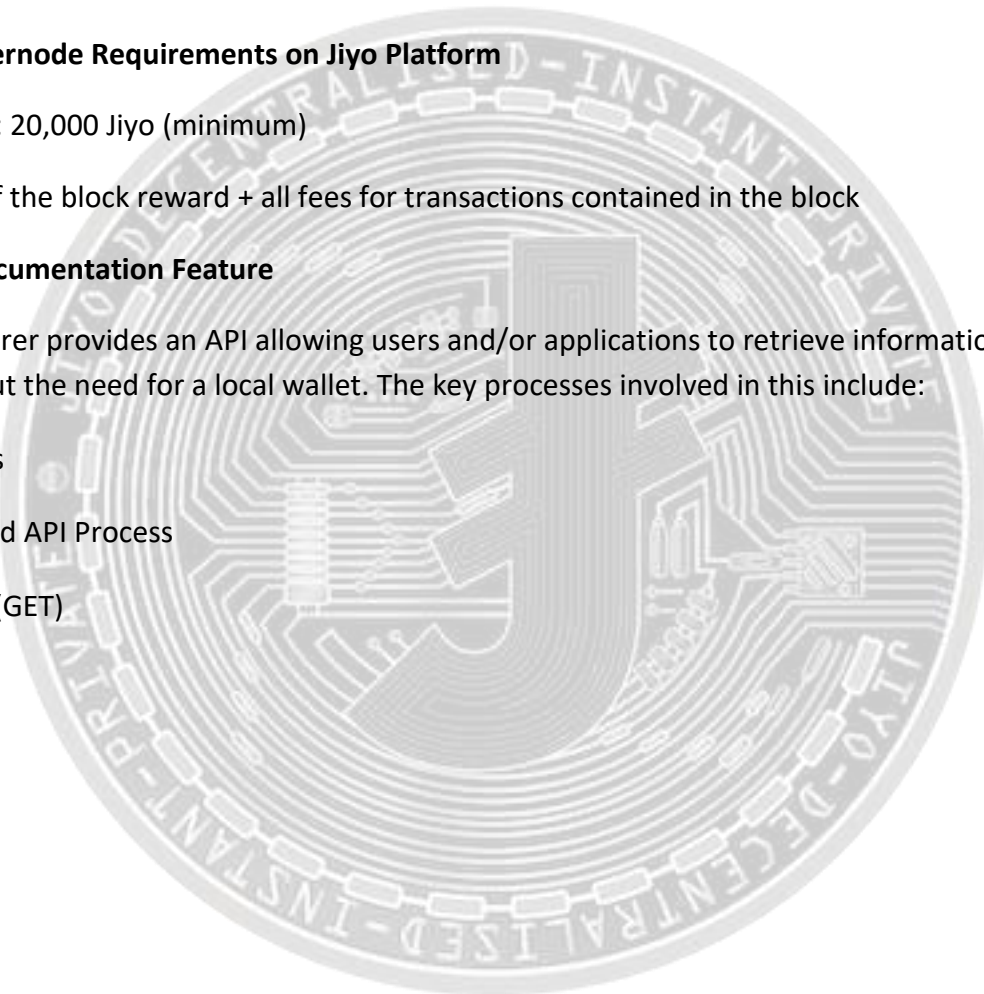 ernode Requirements on Jiyo Platform
: 20,000 Jiyo (minimum)
f the block reward + all fees for transactions contained in the block
cumentation Feature
rer provides an API allowing users and/or applications to retrieve informatio
ut the need for a local wallet. The key processes involved in this include:
s
d API Process
(GET)
JIYO-DECENTRALISED-INSTANT-PRIVATE
JIYO-DECENTRALISED-INSTANT-PRIVATE